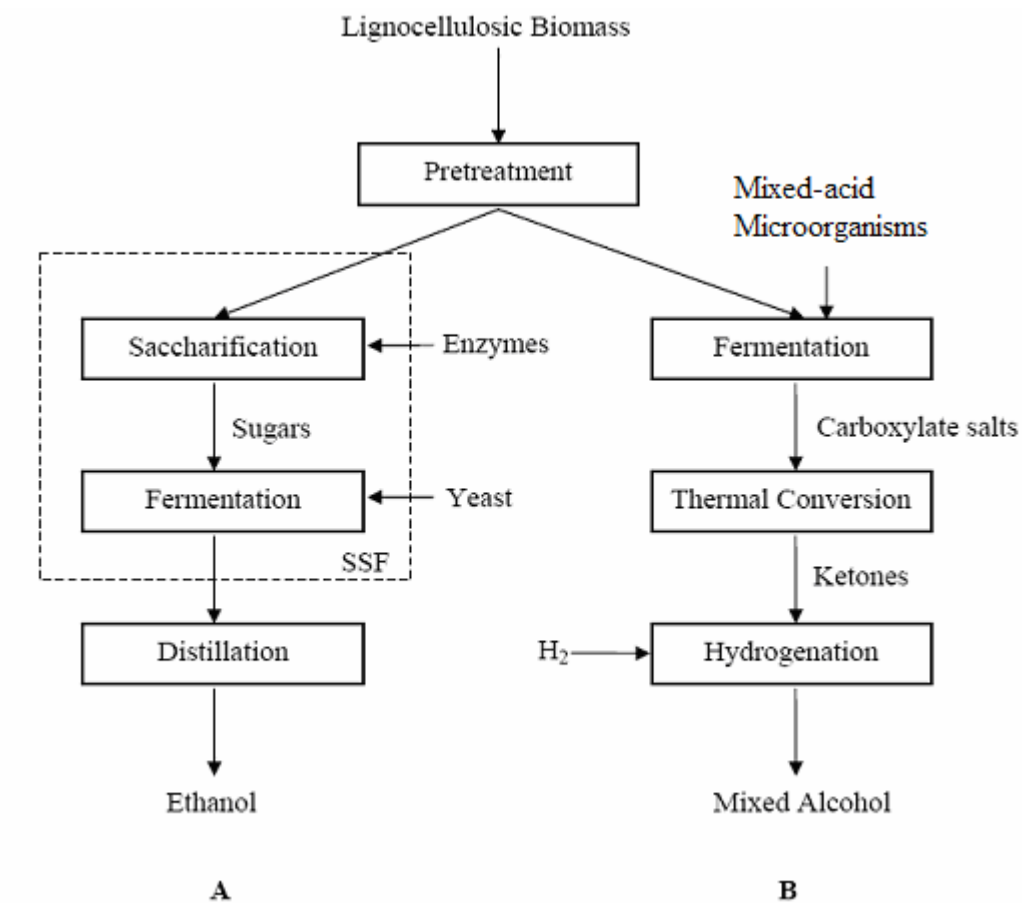 Lignocellulosic Biomass
Pretreatment
Mixed-acid
Microorganisms
Saccharification
Enzymes
Fermentation
Sugars
Carboxylate salts
Fermentation
Yeast
Thermal Conversion
SSF
Ketones
Distillation
H₂
Hydrogenation
Ethanol
Mixed Alcohol
A
B